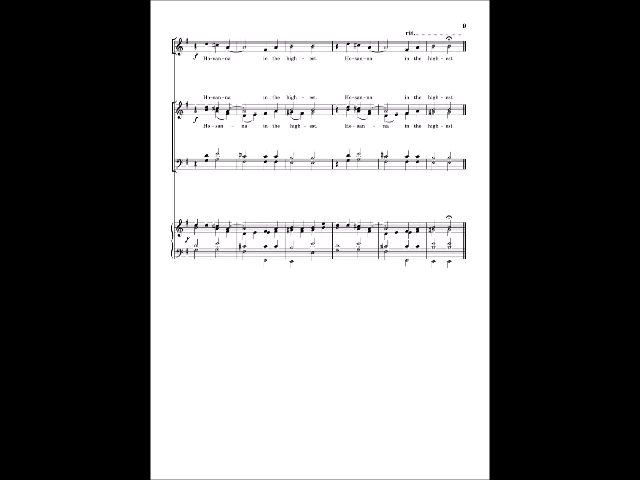 9
rit.
f Ho-san-na in the high-est. Ho-san-na in the high-est.
Ho-san-na in the high-est. Ho-san-na in the high-est.
f Ho-san-na in the high-est. Ho-san-na in the high-est.
f